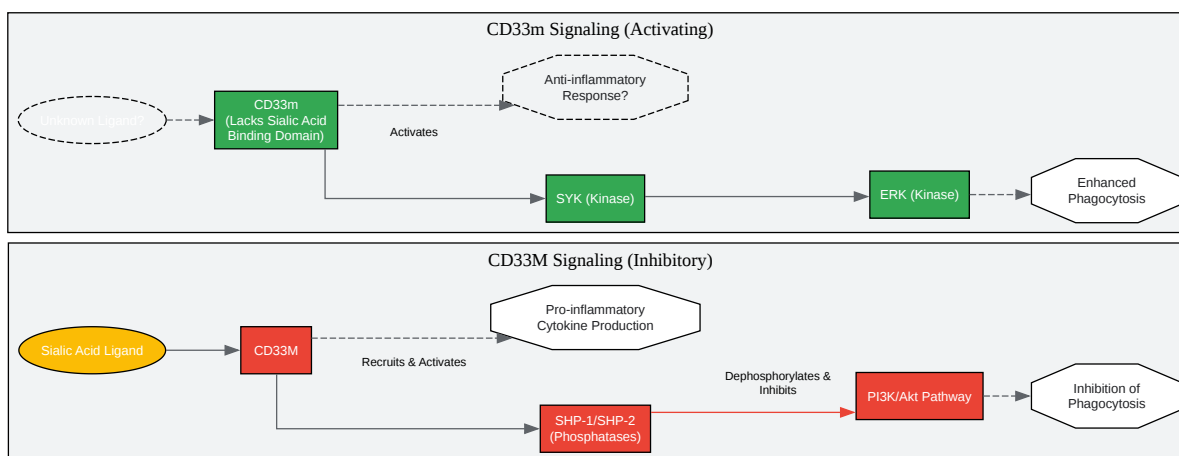 CD33m Signaling (Activating)
Unknown Ligand?
CD33m
(Lacks Sialic Acid
Binding Domain)
Activates
Anti-inflammatory
Response?
SYK (Kinase)
ERK (Kinase)
Enhanced
Phagocytosis
CD33M Signaling (Inhibitory)
Sialic Acid Ligand
CD33M
Recruits & Activates
Pro-inflammatory
Cytokine Production
SHP-1/SHP-2
(Phosphatases)
Dephosphorylates &
Inhibits
PI3K/Akt Pathway
Inhibition of
Phagocytosis